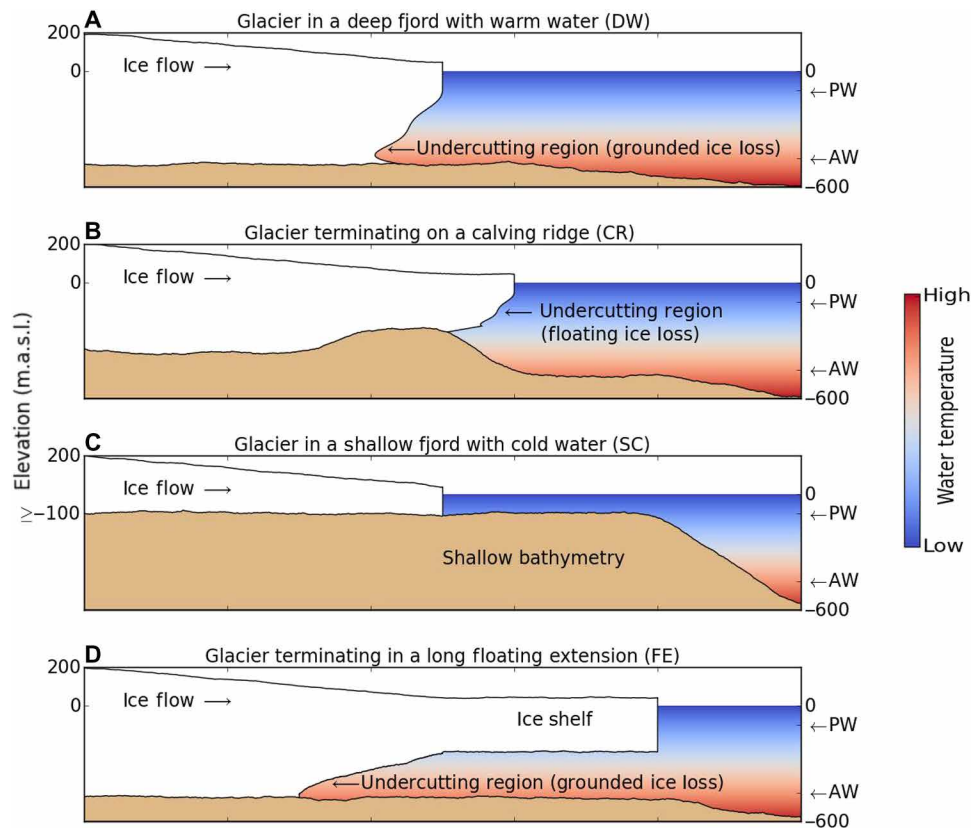 A Glacier in a deep fjord with warm water (DW)
200
0
Ice flow →
0
←PW
←Undercutting region (grounded ice loss)
←AW
−600
B Glacier terminating on a calving ridge (CR)
200
0
Ice flow →
0
←PW
← Undercutting region
(floating ice loss)
←AW
−600
C Glacier in a shallow fjord with cold water (SC)
200
Ice flow →
0
≥−100
←PW
Shallow bathymetry
←AW
−600
D Glacier terminating in a long floating extension (FE)
200
0
Ice flow →
Ice shelf
0
←PW
←Undercutting region (grounded ice loss)
←AW
−600
Elevation (m.a.s.l.)
High
Water temperature
Low